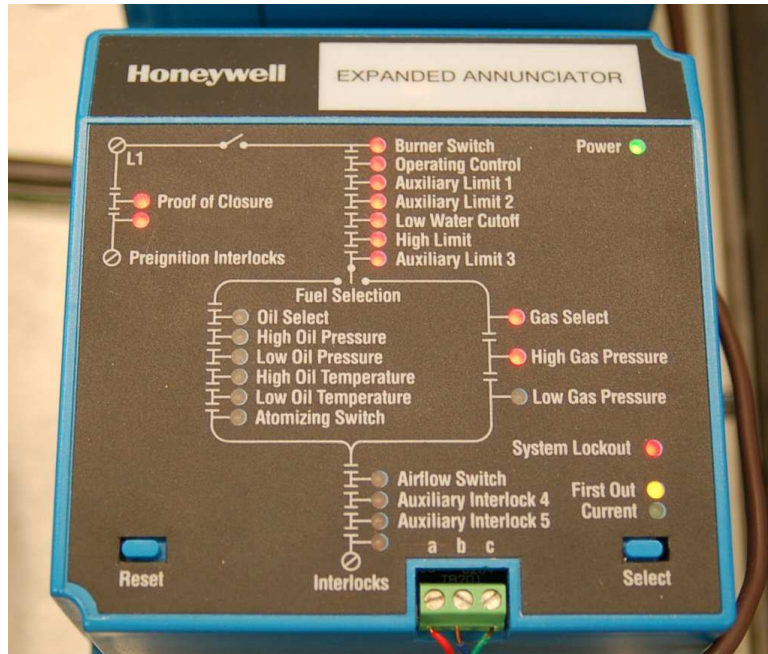 Honeywell
EXPANDED ANNUNCIATOR
L1
Burner Switch
Power
Operating Control
Auxiliary Limit 1
Proof of Closure
Auxiliary Limit 2
Low Water Cutoff
High Limit
Preignition Interlocks
Auxiliary Limit 3
Fuel Selection
Oil Select
Gas Select
High Oil Pressure
Low Oil Pressure
High Gas Pressure
High Oil Temperature
Low Oil Temperature
Low Gas Pressure
Atomizing Switch
System Lockout
Airflow Switch
First Out
Auxiliary Interlock 4
Current
Auxiliary Interlock 5
a b c
Reset
Interlocks
Select